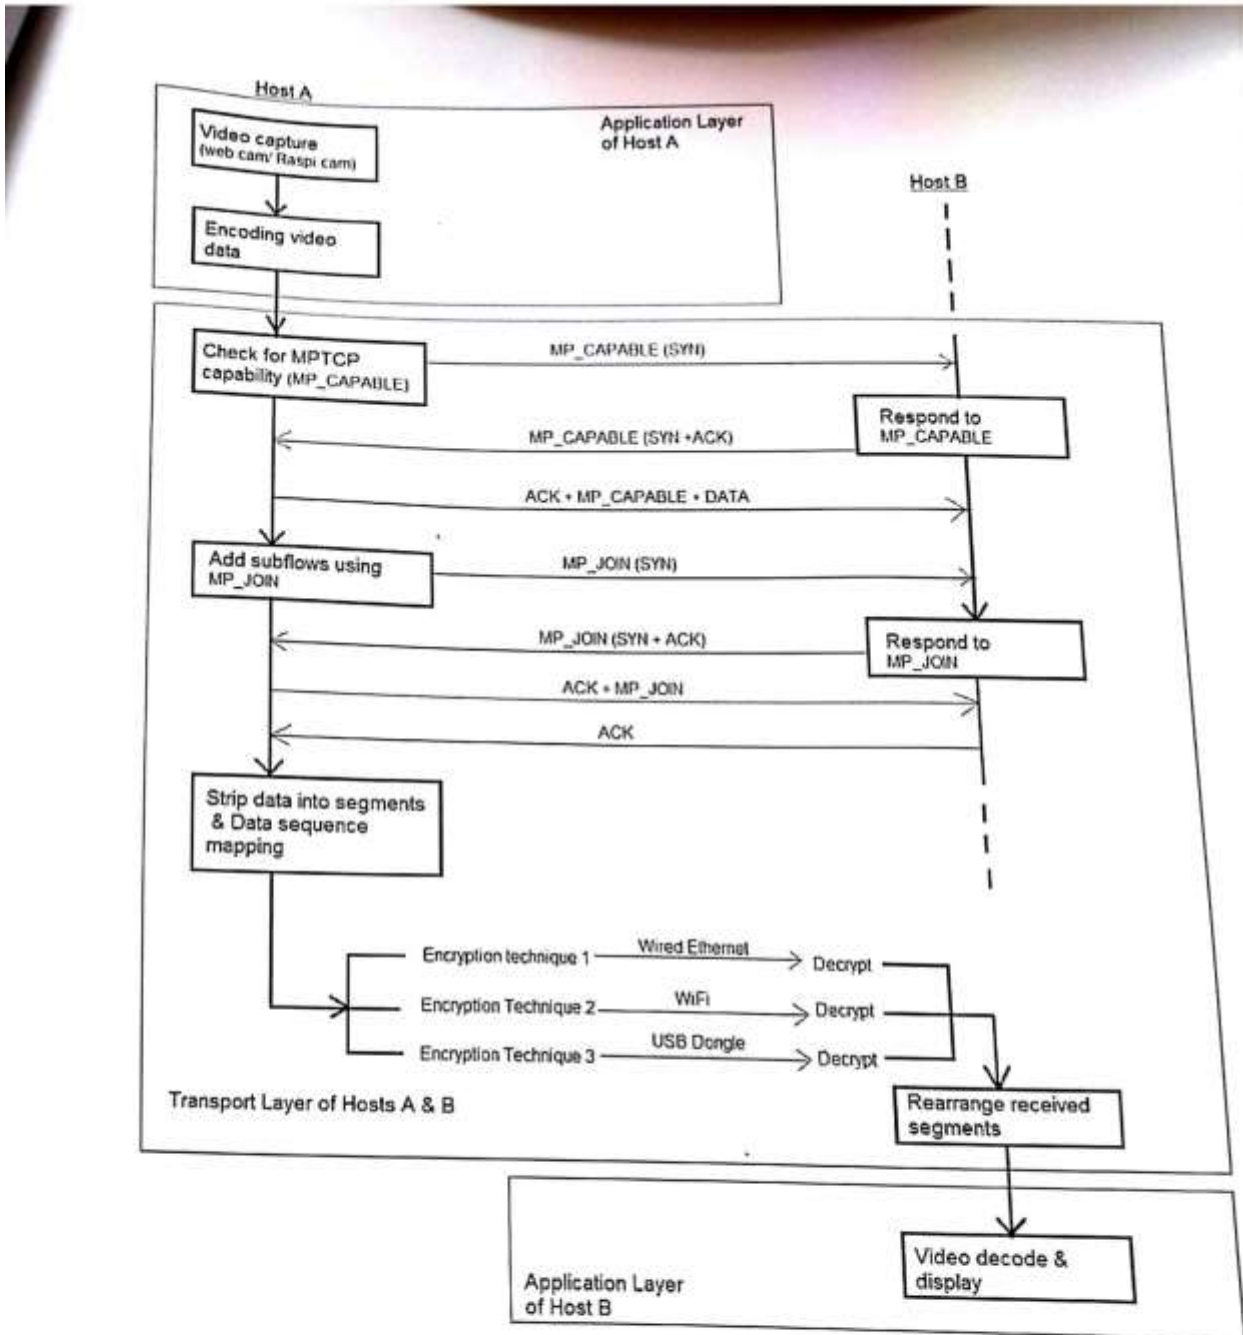 Host A
Application Layer
of Host A
Video capture
(web cam/ Raspi cam)
Host B
Encoding video
data
Check for MPTCP
capability (MP_CAPABLE)
MP_CAPABLE (SYN)
Respond to
MP_CAPABLE
MP_CAPABLE (SYN +ACK)
ACK + MP_CAPABLE + DATA
Add subflows using
MP_JOIN
MP_JOIN (SYN)
MP_JOIN (SYN + ACK)
Respond to
MP_JOIN
ACK + MP_JOIN
ACK
Strip data into segments
& Data sequence
mapping
Encryption technique 1
Wired Ethernet
Decrypt
Encryption Technique 2
WiFi
Decrypt
Encryption Technique 3
USB Dongle
Decrypt
Transport Layer of Hosts A & B
Rearrange received
segments
Application Layer
of Host B
Video decode &
display